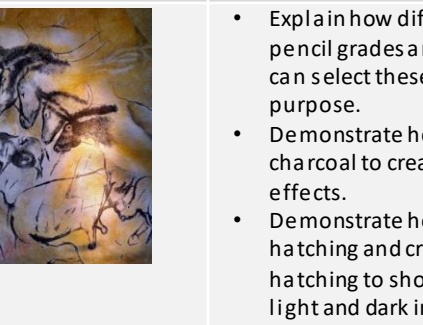 • Explain how
pencil grades
can select these
purpose.
• Demonstrate
charcoal to
effects.
• Demonstrate
hatching and
hatching to
light and dark